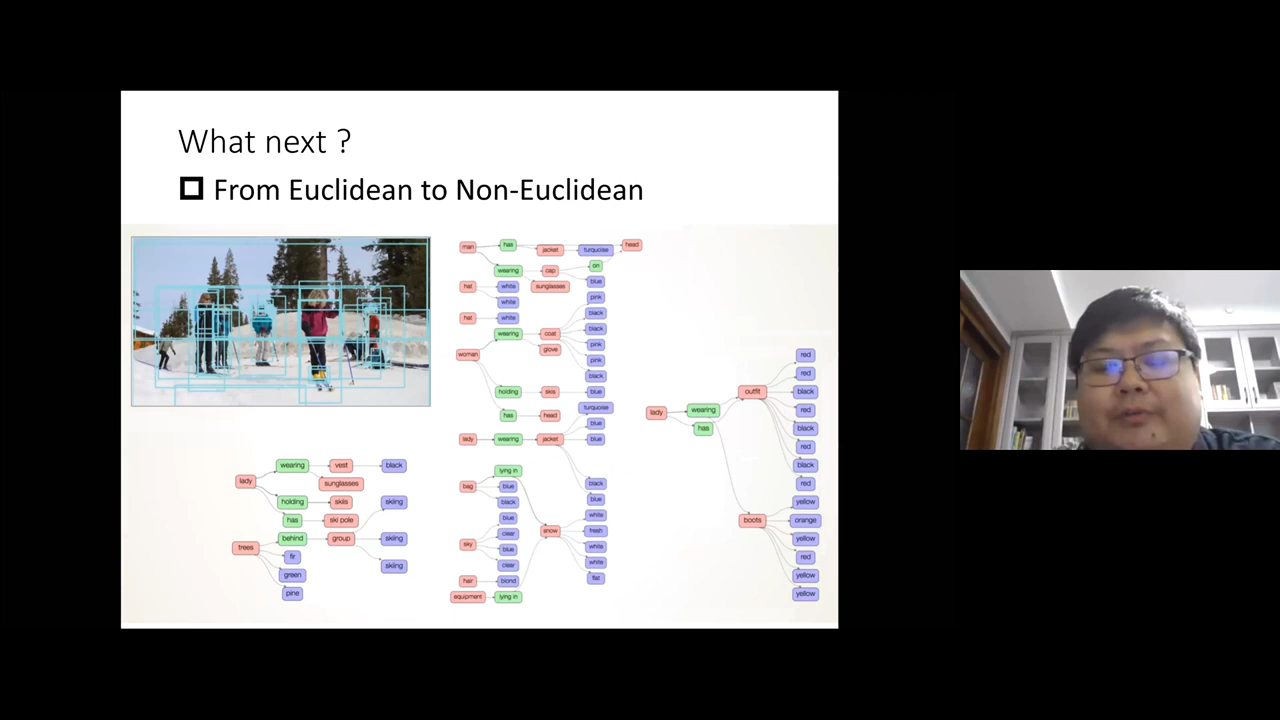 What next ?
From Euclidean to Non-Euclidean
man
has
jacket
turquoise
head
wearing
cap
on
hat
white
sunglasses
blue
white
pink
hat
white
black
wearing
coat
black
woman
glove
pink
pink
black
holding
skis
blue
has
head
turquoise
blue
lady
wearing
jacket
blue
lying in
bag
blue
black
black
blue
blue
white
clear
snow
fresh
sky
blue
white
clear
white
hair
blond
flat
equipment
lying in
lady
wearing
vest
black
sunglasses
holding
skiis
skiing
has
ski pole
trees
behind
group
skiing
fir
skiing
green
pine
lady
wearing
has
outfit
red
red
black
red
black
red
black
red
boots
yellow
orange
yellow
red
yellow
yellow